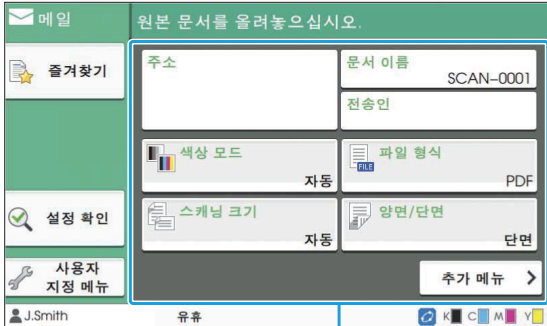 메일
원본 문서를 올려놓으십시오.
즐겨찾기
주소
문서 이름
SCAN-0001
전송인
색상 모드
자동
파일 형식
FILE
PDF
스캐닝 크기
자동
양면/단면
단면
설정 확인
사용자
지정 메뉴
추가 메뉴
J.Smith
유휴
K C M Y